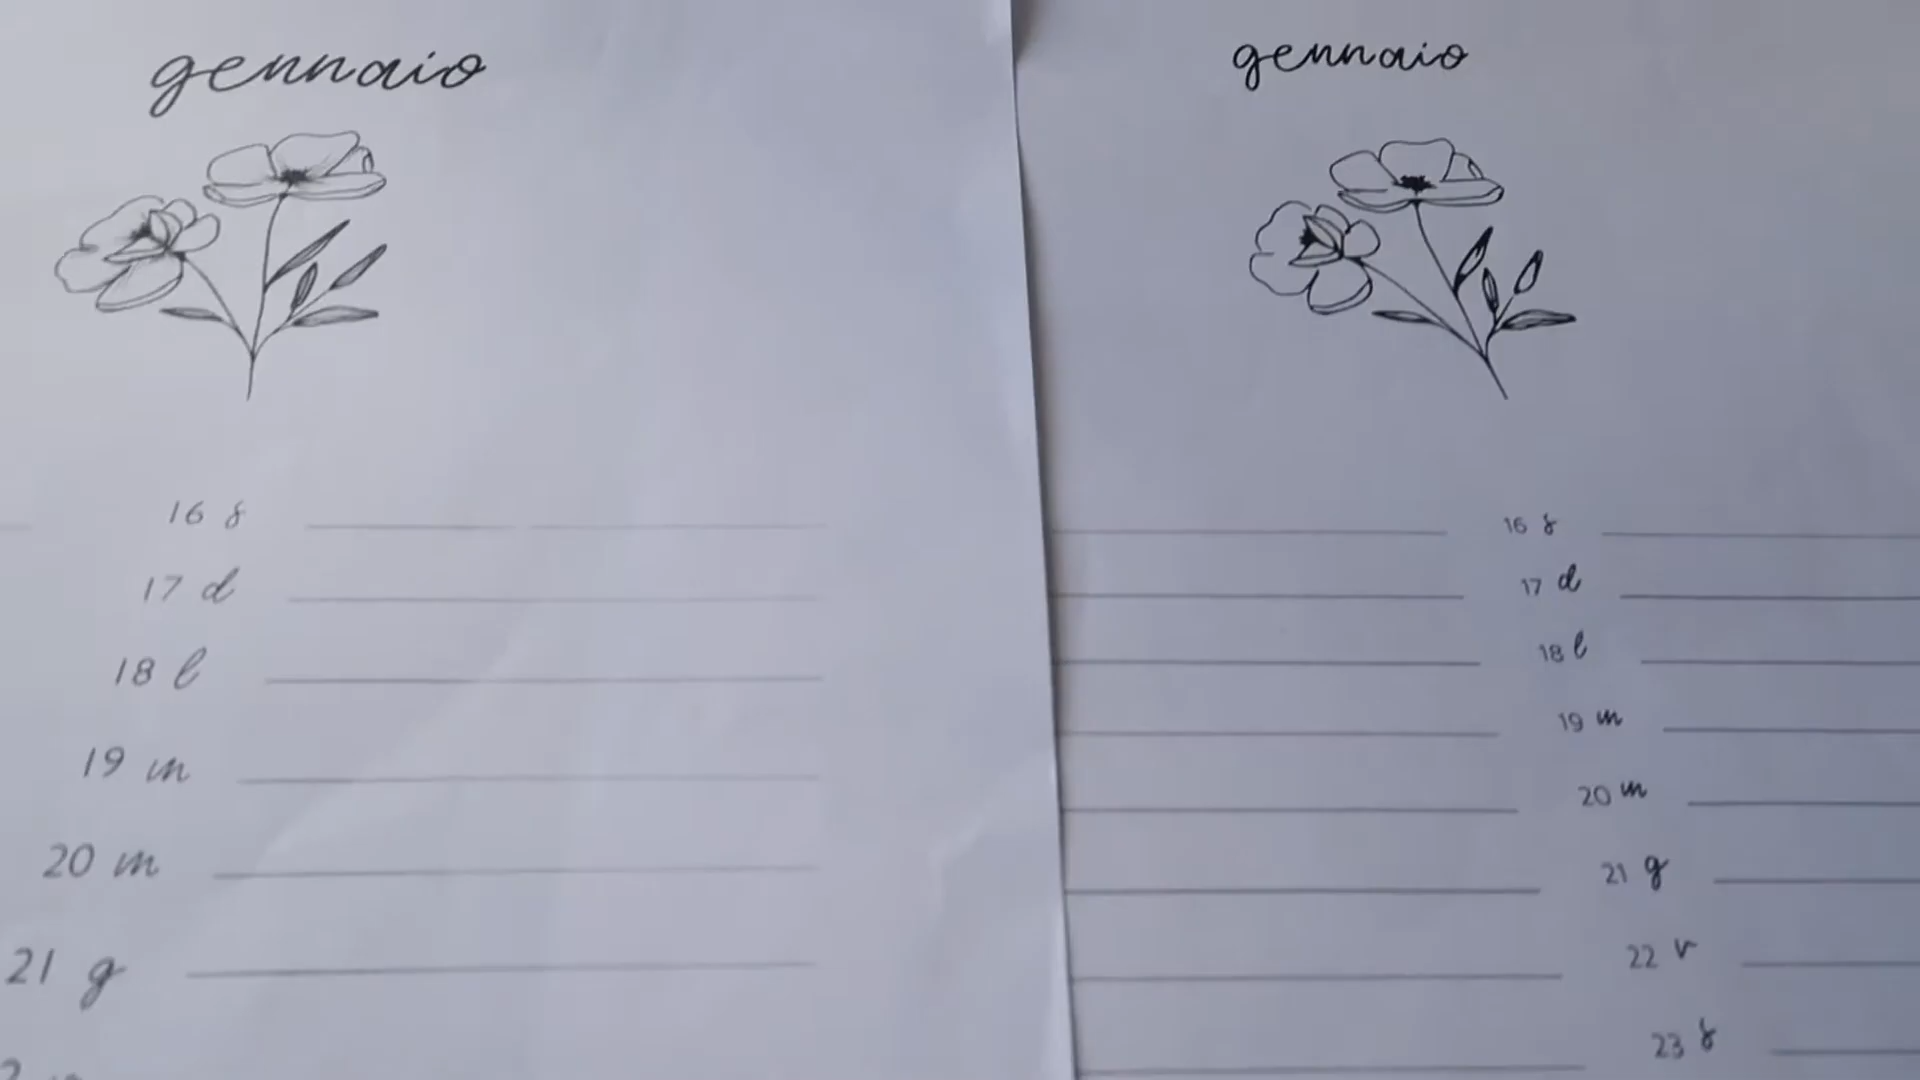 gennaio
16 s
17 d
18 l
19 m
20 m
21 g
gennaio
16 s
17 d
18 l
19 m
20 m
21 g
22 v
23 s